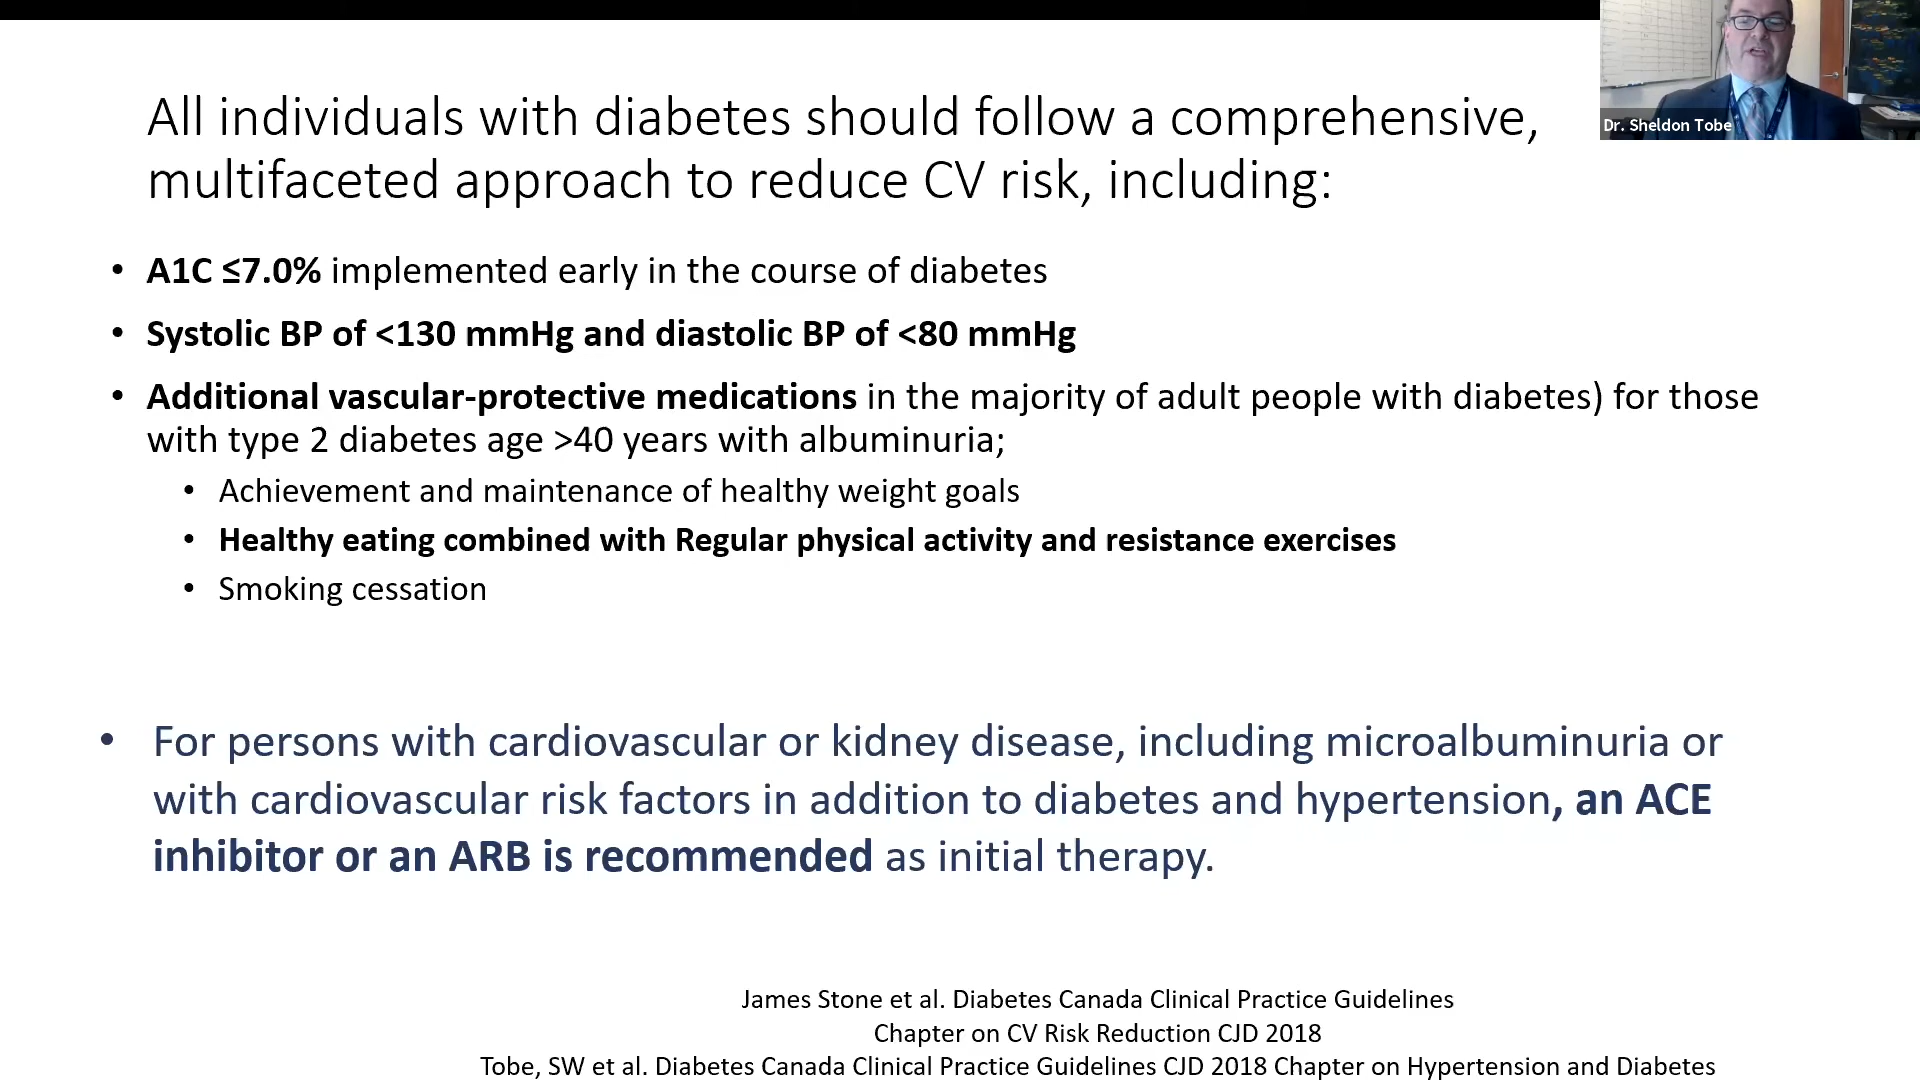 Dr. Sheldon Tobe
All individuals with diabetes should follow a comprehensive,
multifaceted approach to reduce CV risk, including:
• A1C ≤7.0% implemented early in the course of diabetes
• Systolic BP of <130 mmHg and diastolic BP of <80 mmHg
• Additional vascular-protective medications in the majority of adult people with diabetes) for those
with type 2 diabetes age >40 years with albuminuria;
• Achievement and maintenance of healthy weight goals
• Healthy eating combined with Regular physical activity and resistance exercises
• Smoking cessation
• For persons with cardiovascular or kidney disease, including microalbuminuria or
with cardiovascular risk factors in addition to diabetes and hypertension, an ACE
inhibitor or an ARB is recommended as initial therapy.
James Stone et al. Diabetes Canada Clinical Practice Guidelines
Chapter on CV Risk Reduction CJD 2018
Tobe, SW et al. Diabetes Canada Clinical Practice Guidelines CJD 2018 Chapter on Hypertension and Diabetes